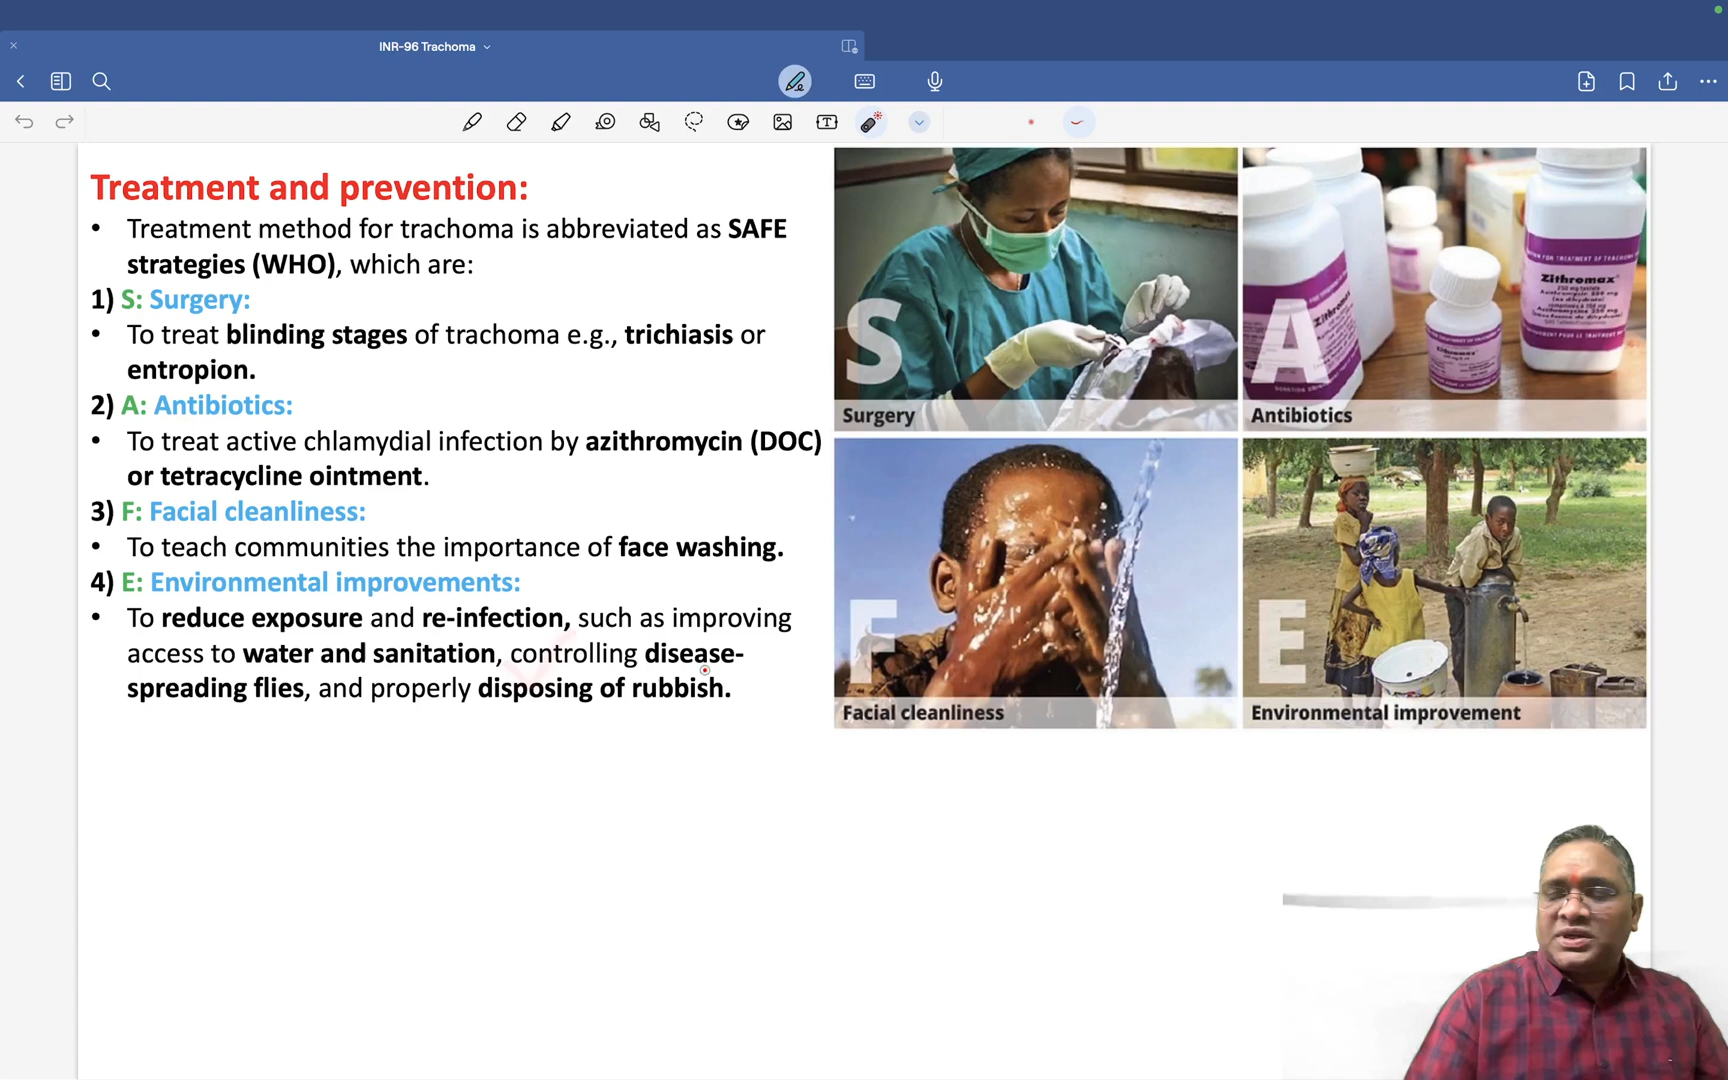 INR-96 Trachoma
Treatment and prevention:
• Treatment method for trachoma is abbreviated as SAFE
strategies (WHO), which are:
1) S: Surgery:
• To treat blinding stages of trachoma e.g., trichiasis or
entropion.
2) A: Antibiotics:
• To treat active chlamydial infection by azithromycin (DOC)
or tetracycline ointment.
3) F: Facial cleanliness:
• To teach communities the importance of face washing.
4) E: Environmental improvements:
• To reduce exposure and re-infection, such as improving
access to water and sanitation, controlling disease-
spreading flies, and properly disposing of rubbish.
S
Surgery
A
Zithromax
Zithromax
Antibiotics
F
Facial cleanliness
E
Environmental improvement